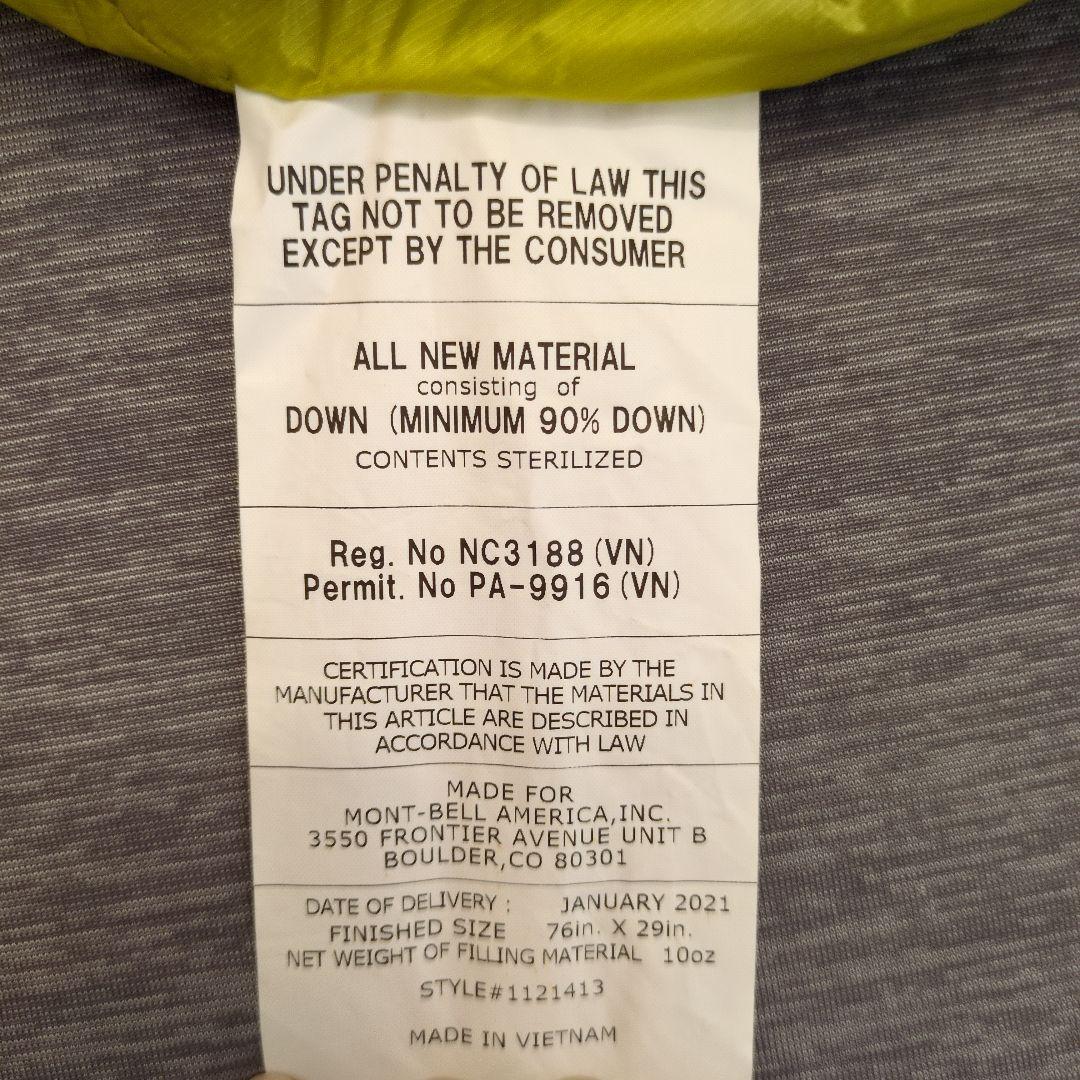 UNDER PENALTY OF LAW THIS
TAG NOT TO BE REMOVED
EXCEPT BY THE CONSUMER
ALL NEW MATERIAL
consisting of
DOWN (MINIMUM 90% DOWN)
CONTENTS STERILIZED
Reg. No NC3188 (VN)
Permit. No PA-9916 (VN)
CERTIFICATION IS MADE BY THE
MANUFACTURER THAT THE MATERIALS IN
THIS ARTICLE ARE DESCRIBED IN
ACCORDANCE WITH LAW
MADE FOR
MONT-BELL AMERICA,INC.
3550 FRONTIER AVENUE UNIT B
BOULDER,CO 80301
DATE OF DELIVERY : JANUARY 2021
FINISHED SIZE 76in. X 29in.
NET WEIGHT OF FILLING MATERIAL 10oz
STYLE#1121413
MADE IN VIETNAM